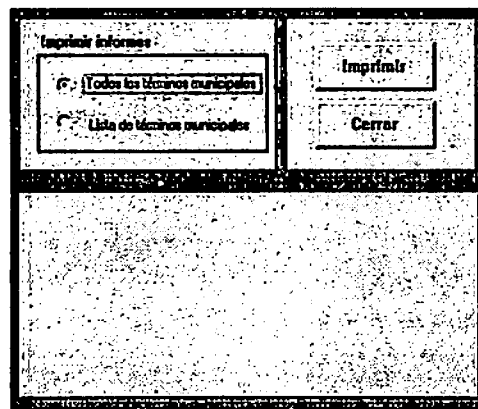 Imprimir informes
Todos los términos municipales
Lista de términos municipales
Imprimir
Cerrar